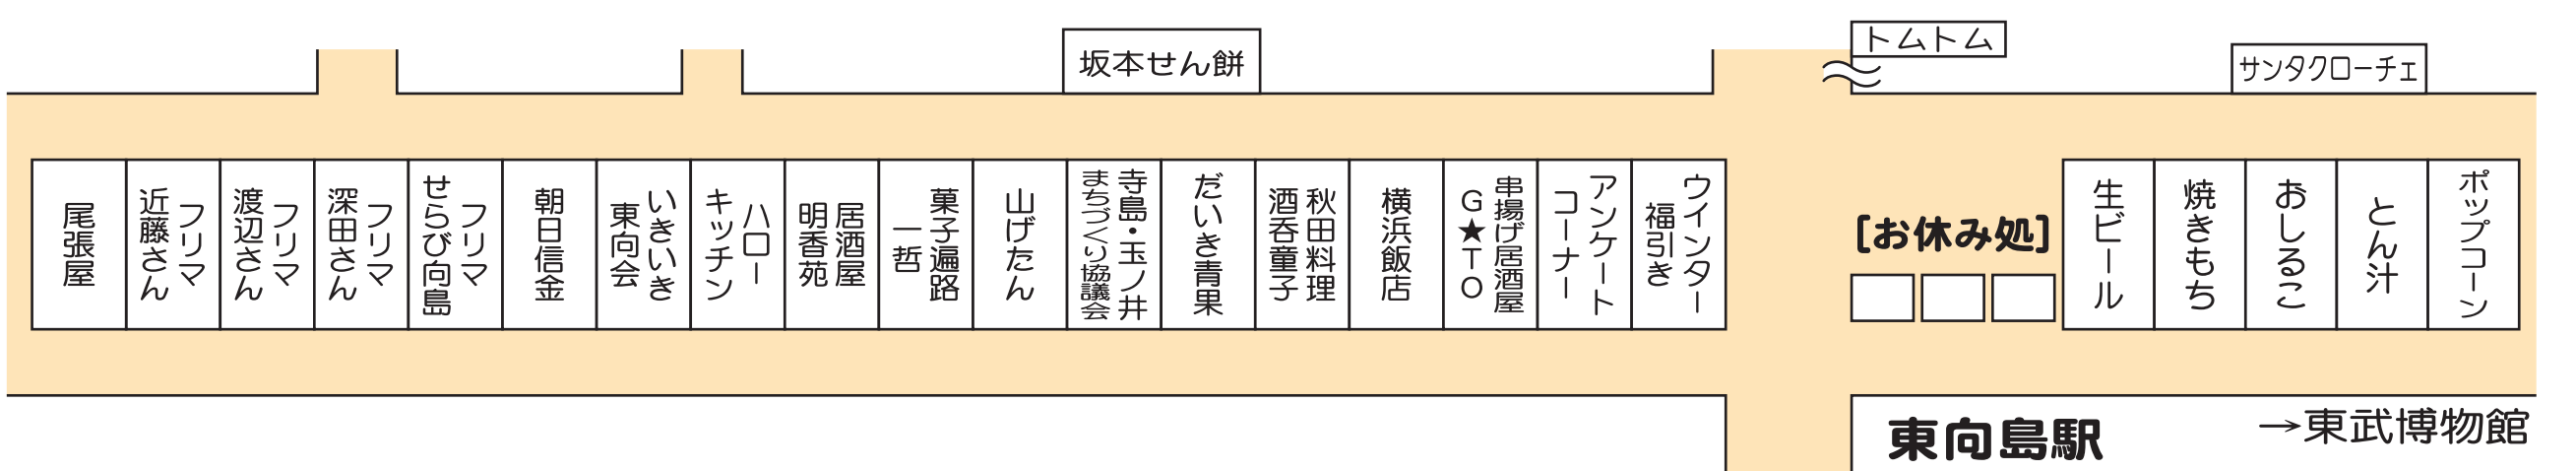 坂本せん餅
トムトム
サンタクローチェ
尾張屋
フリマ
近藤さん
フリマ
渡辺さん
フリマ
深田さん
フリマ
せらび向島
朝日信金
いきいき
東向会
ハロー
キッチン
居酒屋
明香苑
菓子遍路
一哲
山げたん
寺島・玉ノ井
まちづくり協議会
だいき青果
秋田料理
酒呑童子
横浜飯店
串揚げ居酒屋
G★TO
アンケート
コーナー
ウインター
福引き
[お休み処]
生ビール
焼きもち
おしるこ
とん汁
ポップコーン
東向島駅
→東武博物館